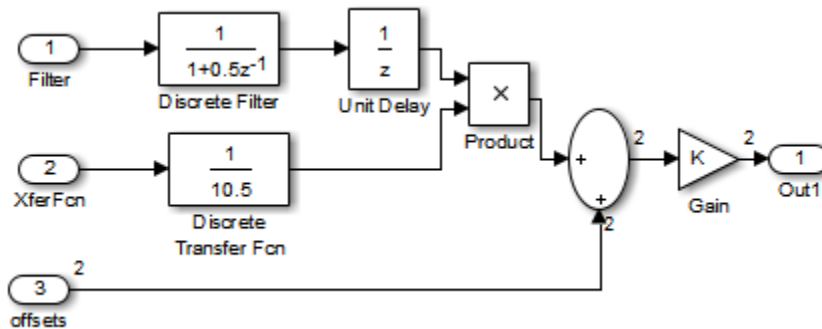 1
Filter
1
1+0.5z-1
Discrete Filter
1
z
Unit Delay
×
Product
2
XferFcn
1
10.5
Discrete
Transfer Fcn
+
+
2
2
K
Gain
2
1
Out1
3
offsets
2